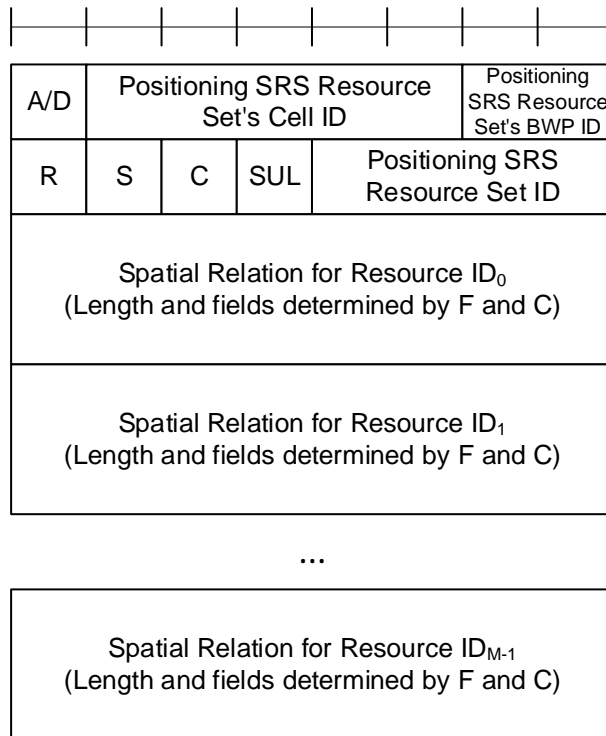 A/D
Positioning SRS Resource
Set's Cell ID
Positioning
SRS Resource
Set's BWP ID
R
S
C
SUL
Positioning SRS
Resource Set ID
Spatial Relation for Resource ID₀
(Length and fields determined by F and C)
Spatial Relation for Resource ID₁
(Length and fields determined by F and C)
...
Spatial Relation for Resource ID_M-1
(Length and fields determined by F and C)